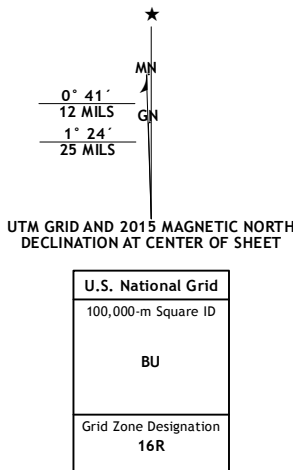 ★
MN
0° 41´
12 MILS
GN
1° 24´
25 MILS
UTM GRID AND 2015 MAGNETIC NORTH
DECLINATION AT CENTER OF SHEET
U.S. National Grid
100,000-m Square ID
BU
Grid Zone Designation
16R